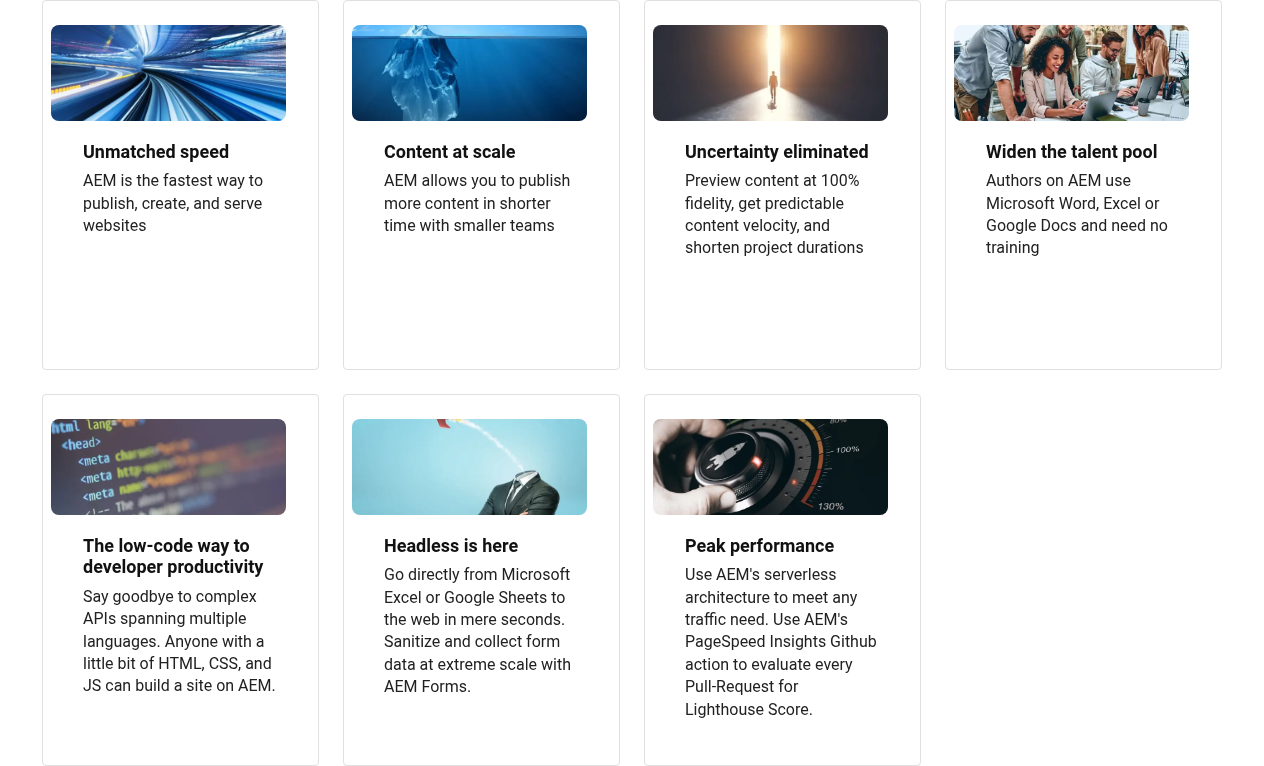 Unmatched speed
AEM is the fastest way to
publish, create, and serve
websites
Content at scale
AEM allows you to publish
more content in shorter
time with smaller teams
Uncertainty eliminated
Preview content at 100%
fidelity, get predictable
content velocity, and
shorten project durations
Widen the talent pool
Authors on AEM use
Microsoft Word, Excel or
Google Docs and need no
training
html lang=
<head>
<meta
<meta
<meta
<!-- The
The low-code way to
developer productivity
Say goodbye to complex
APIs spanning multiple
languages. Anyone with a
little bit of HTML, CSS, and
JS can build a site on AEM.
Headless is here
Go directly from Microsoft
Excel or Google Sheets to
the web in mere seconds.
Sanitize and collect form
data at extreme scale with
AEM Forms.
80%
100%
130%
Peak performance
Use AEM's serverless
architecture to meet any
traffic need. Use AEM's
PageSpeed Insights Github
action to evaluate every
Pull-Request for
Lighthouse Score.